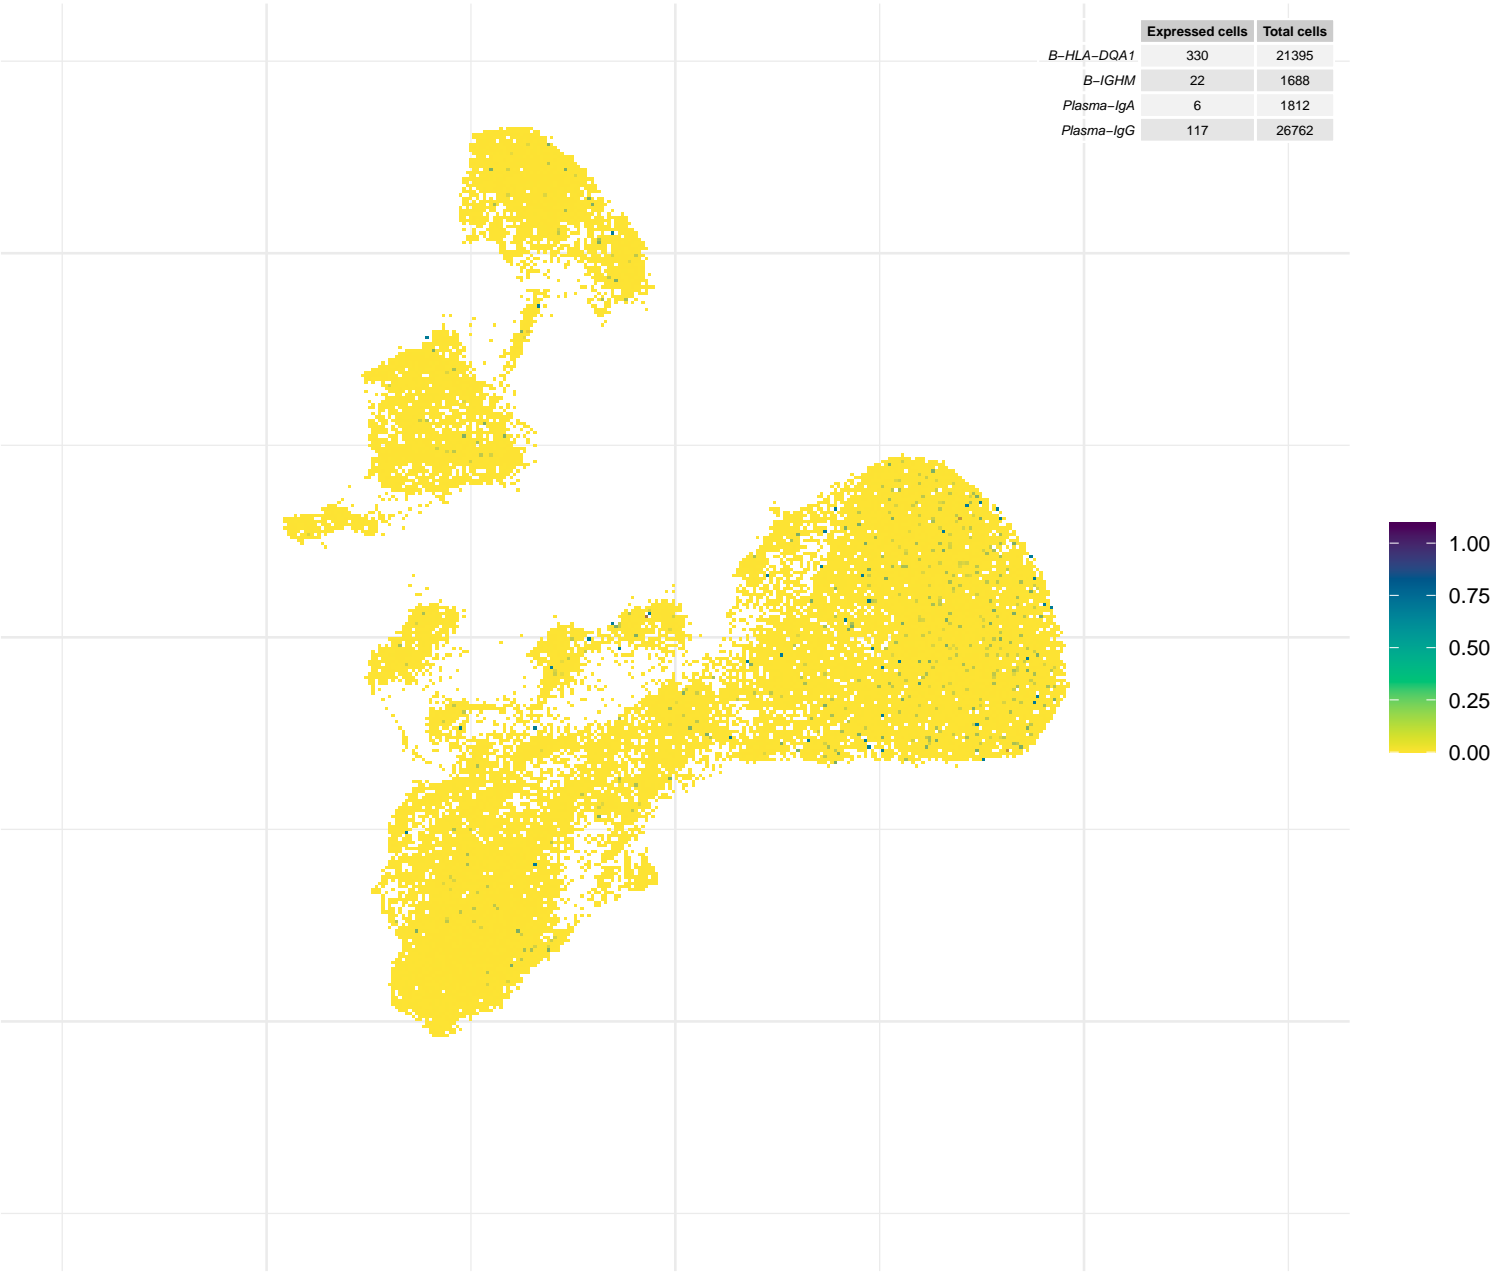 Expressed cells Total cells
B−HLA−DQA1 330 21395
B−IGHM 22 1688
Plasma−IgA 6 1812
Plasma−IgG 117 26762
1.00
0.75
0.50
0.25
0.00